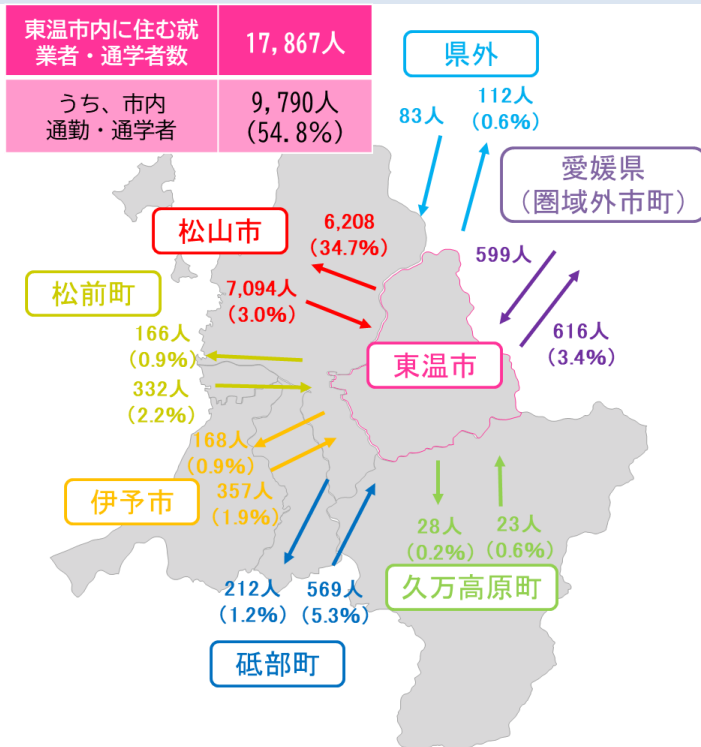 東温市内に住む就
業者・通学者数
17,867人
うち、市内
通勤・通学者
9,790人
(54.8%)
県外
112人
(0.6%)
83人
愛媛県
(圏域外市町)
599人
616人
(3.4%)
松山市
6,208
(34.7%)
7,094人
(3.0%)
松前町
166人
(0.9%)
332人
(2.2%)
東温市
168人
(0.9%)
伊予市
357人
(1.9%)
28人
(0.2%)
23人
(0.6%)
久万高原町
212人
(1.2%)
569人
(5.3%)
砥部町